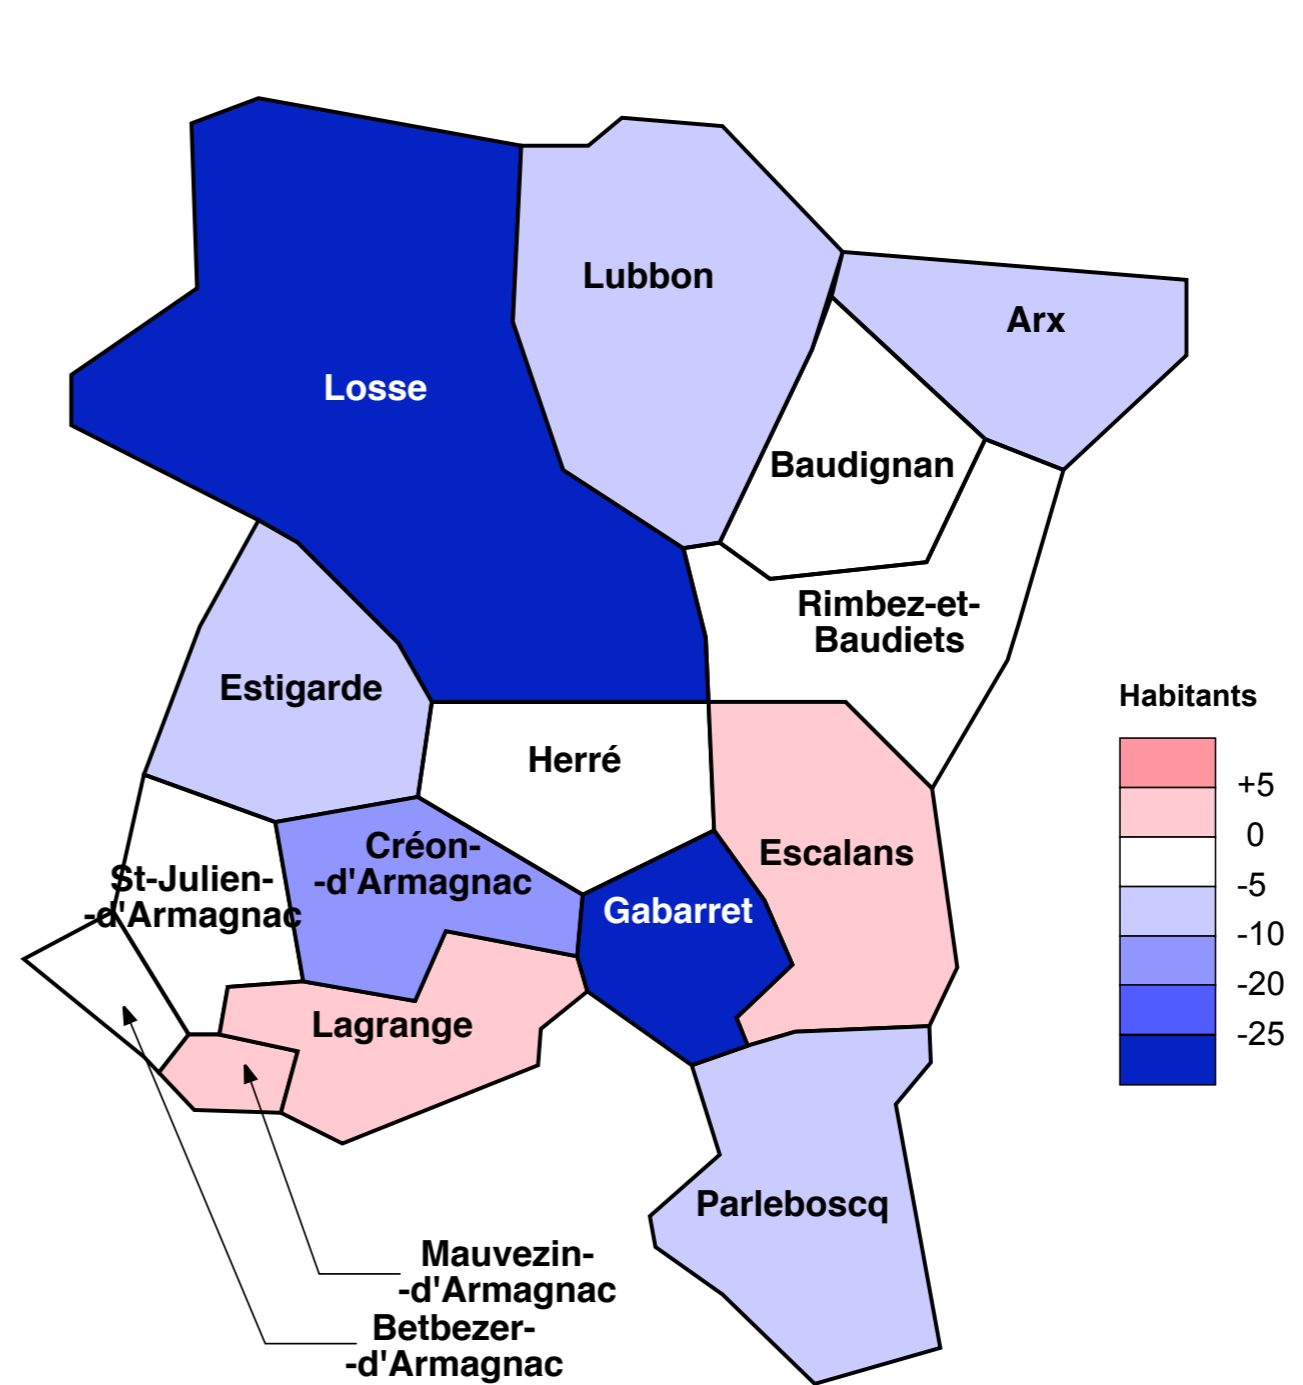 Lubbon
Arx
Losse
Baudignan
Rimbez-et-
Baudiets
Estigarde
Herré
Créon-
-d'Armagnac
Escalans
St-Julien-
-d'Armagnac
Gabarret
Lagrange
Parleboscq
Mauvezin-
-d'Armagnac
Betbezer-
-d'Armagnac
Habitants
+5
0
-5
-10
-20
-25